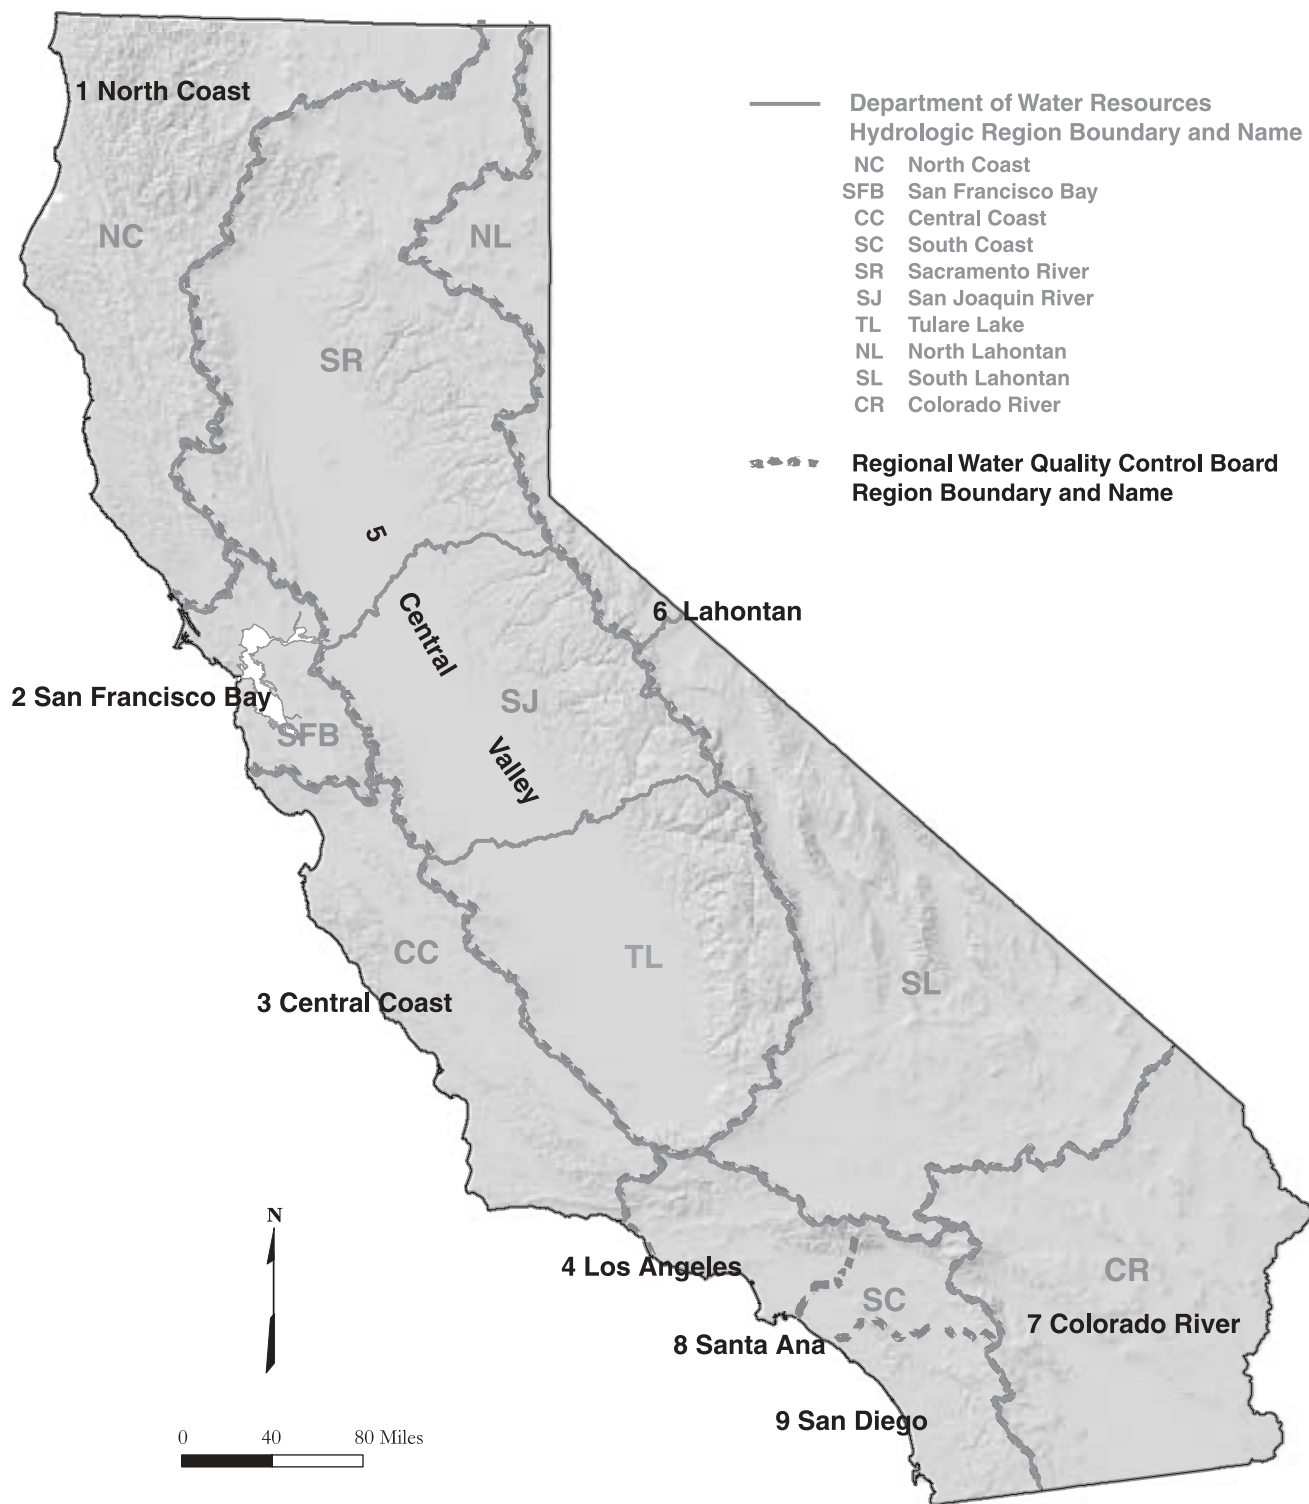 1 North Coast
Department of Water Resources
Hydrologic Region Boundary and Name
NC North Coast
SFB San Francisco Bay
CC Central Coast
SC South Coast
SR Sacramento River
SJ San Joaquin River
TL Tulare Lake
NL North Lahontan
SL South Lahontan
CR Colorado River
Regional Water Quality Control Board
Region Boundary and Name
NC
NL
SR
5
Central
Valley
6 Lahontan
2 San Francisco Bay
SJ
SFB
CC
TL
SL
3 Central Coast
N
4 Los Angeles
CR
SC
7 Colorado River
8 Santa Ana
9 San Diego
0 40 80 Miles